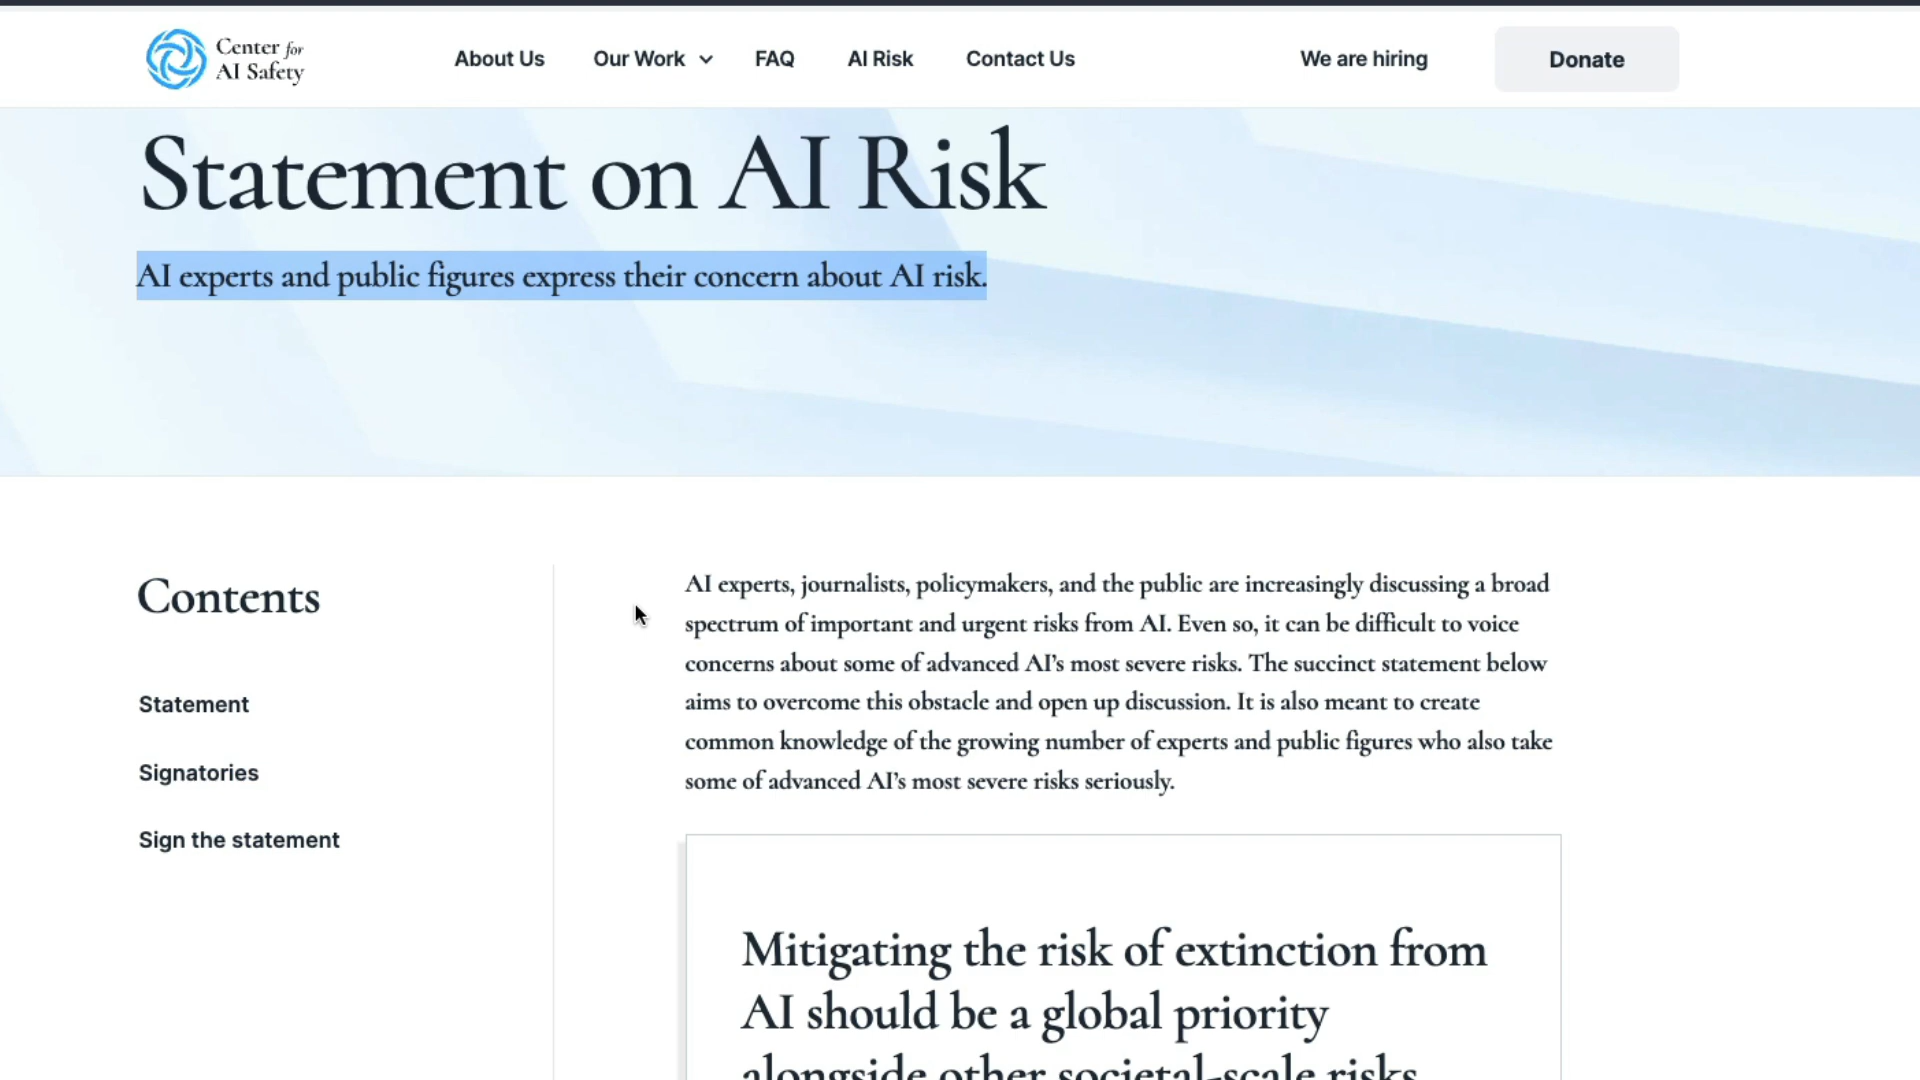 Center for
AI Safety
About Us
Our Work
FAQ
AI Risk
Contact Us
We are hiring
Donate
Statement on AI Risk
AI experts and public figures express their concern about AI risk.
Contents
Statement
Signatories
Sign the statement
AI experts, journalists, policymakers, and the public are increasingly discussing a broad
spectrum of important and urgent risks from AI. Even so, it can be difficult to voice
concerns about some of advanced AI’s most severe risks. The succinct statement below
aims to overcome this obstacle and open up discussion. It is also meant to create
common knowledge of the growing number of experts and public figures who also take
some of advanced AI’s most severe risks seriously.
Mitigating the risk of extinction from
AI should be a global priority
alongside other societal-scale risks